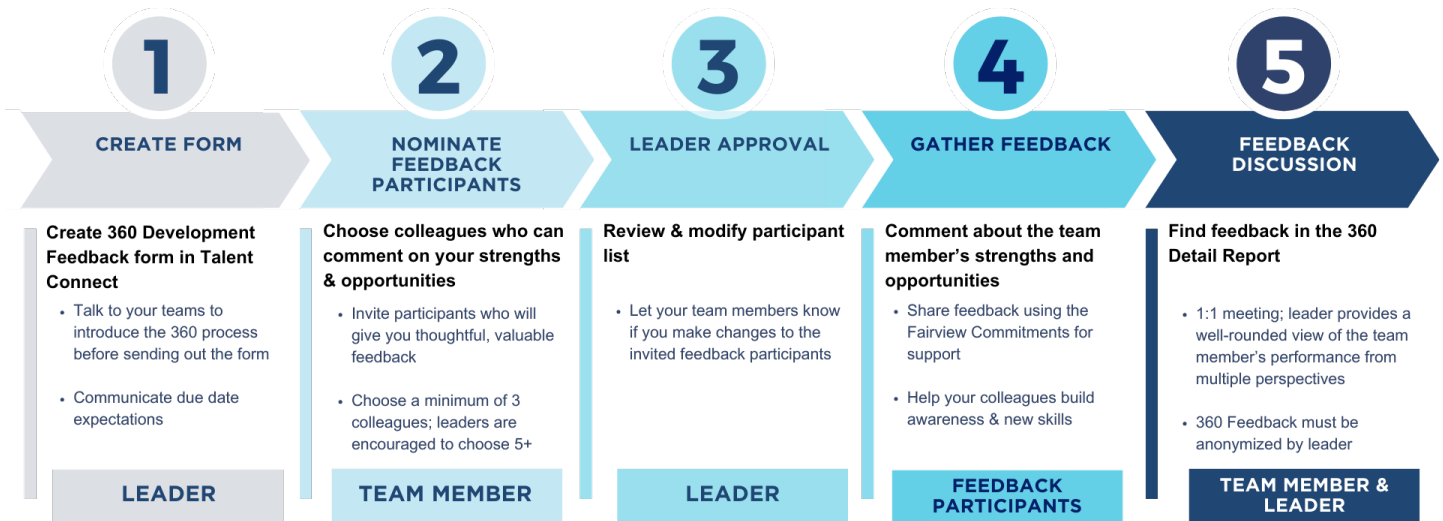 1
CREATE FORM
Create 360 Development
Feedback form in Talent
Connect
• Talk to your teams to
introduce the 360 process
before sending out the form
• Communicate due date
expectations
LEADER
2
NOMINATE
FEEDBACK
PARTICIPANTS
Choose colleagues who can
comment on your strengths
& opportunities
• Invite participants who will
give you thoughtful, valuable
feedback
• Choose a minimum of 3
colleagues; leaders are
encouraged to choose 5+
TEAM MEMBER
3
LEADER APPROVAL
Review & modify participant
list
• Let your team members know
if you make changes to the
invited feedback participants
LEADER
4
GATHER FEEDBACK
Comment about the team
member’s strengths and
opportunities
• Share feedback using the
Fairview Commitments for
support
• Help your colleagues build
awareness & new skills
FEEDBACK
PARTICIPANTS
5
FEEDBACK
DISCUSSION
Find feedback in the 360
Detail Report
• 1:1 meeting; leader provides a
well-rounded view of the team
member’s performance from
multiple perspectives
• 360 Feedback must be
anonymized by leader
TEAM MEMBER &
LEADER